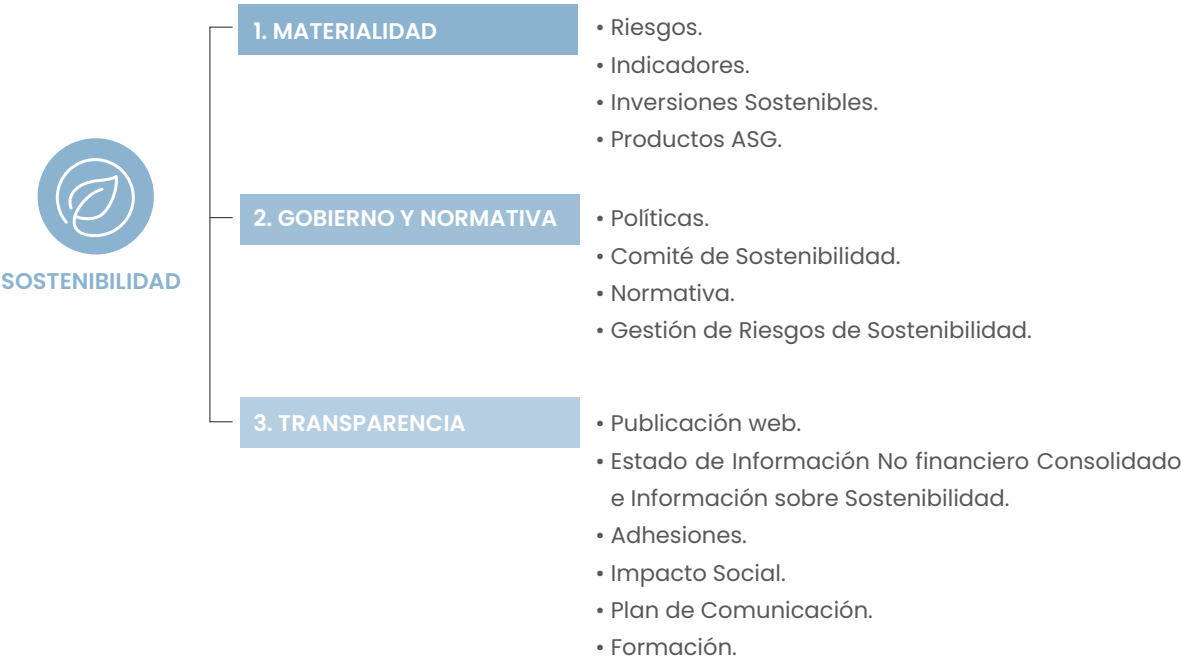 SOSTENIBILIDAD
1. MATERIALIDAD
• Riesgos.
• Indicadores.
• Inversiones Sostenibles.
• Productos ASG.
2. GOBIERNO Y NORMATIVA
• Políticas.
• Comité de Sostenibilidad.
• Normativa.
• Gestión de Riesgos de Sostenibilidad.
3. TRANSPARENCIA
• Publicación web.
• Estado de Información No financiero Consolidado
e Información sobre Sostenibilidad.
• Adhesiones.
• Impacto Social.
• Plan de Comunicación.
• Formación.